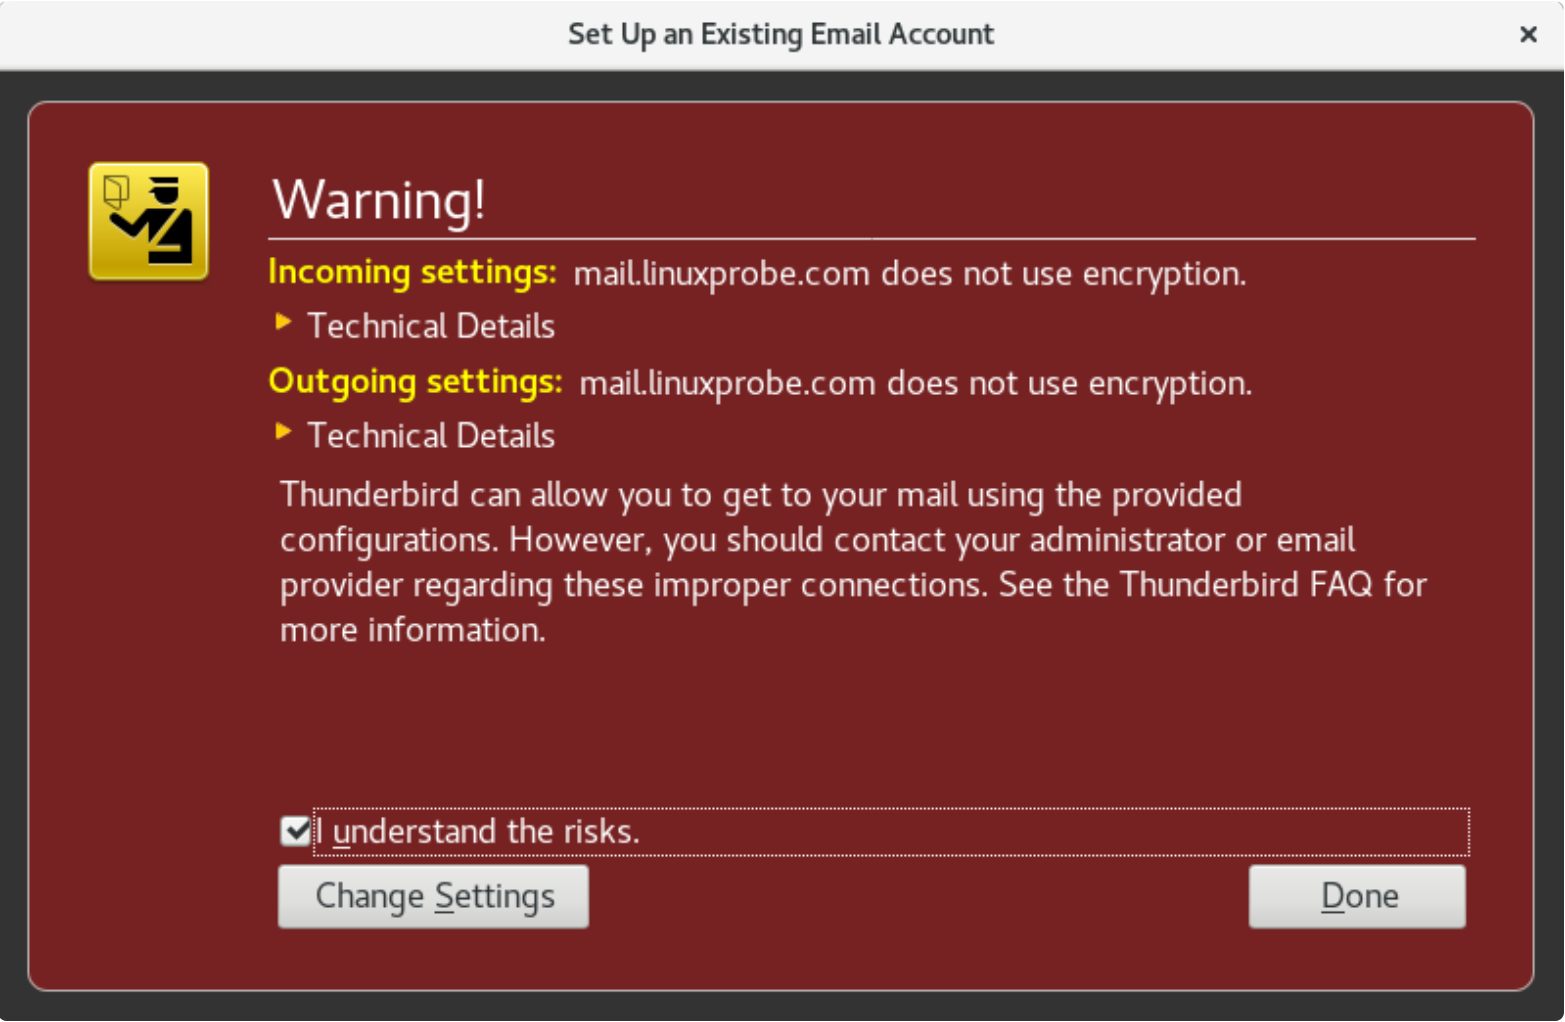 Set Up an Existing Email Account
Warning!
Incoming settings: mail.linuxprobe.com does not use encryption.
Technical Details
Outgoing settings: mail.linuxprobe.com does not use encryption.
Technical Details
Thunderbird can allow you to get to your mail using the provided
configurations. However, you should contact your administrator or email
provider regarding these improper connections. See the Thunderbird FAQ for
more information.
I understand the risks.
Change Settings
Done